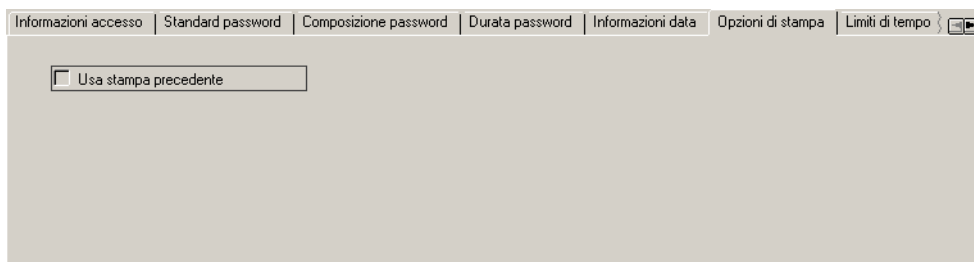 Informazioni accesso Standard password Composizione password Durata password Informazioni data Opzioni di stampa Limiti di tempo
Usa stampa precedente